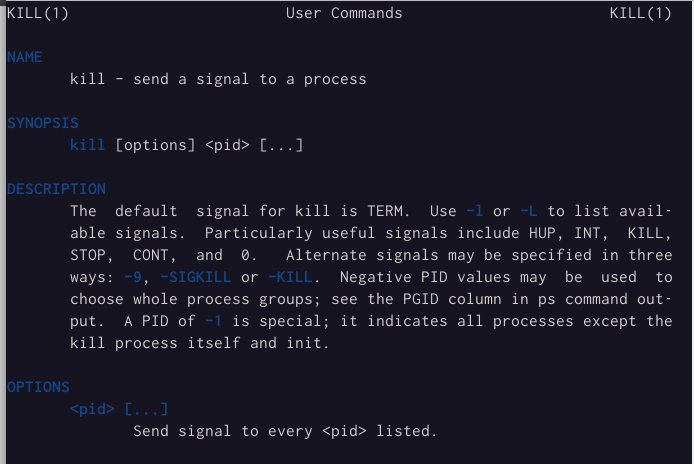 KILL(1) User Commands KILL(1)
NAME
kill – send a signal to a process
SYNOPSIS
kill [options] <pid> [...]
DESCRIPTION
The default signal for kill is TERM. Use -l or -L to list avail‐
able signals. Particularly useful signals include HUP, INT, KILL,
STOP, CONT, and 0. Alternate signals may be specified in three
ways: -9, -SIGKILL or -KILL. Negative PID values may be used to
choose whole process groups; see the PGID column in ps command out‐
put. A PID of -1 is special; it indicates all processes except the
kill process itself and init.
OPTIONS
<pid> [...]
Send signal to every <pid> listed.